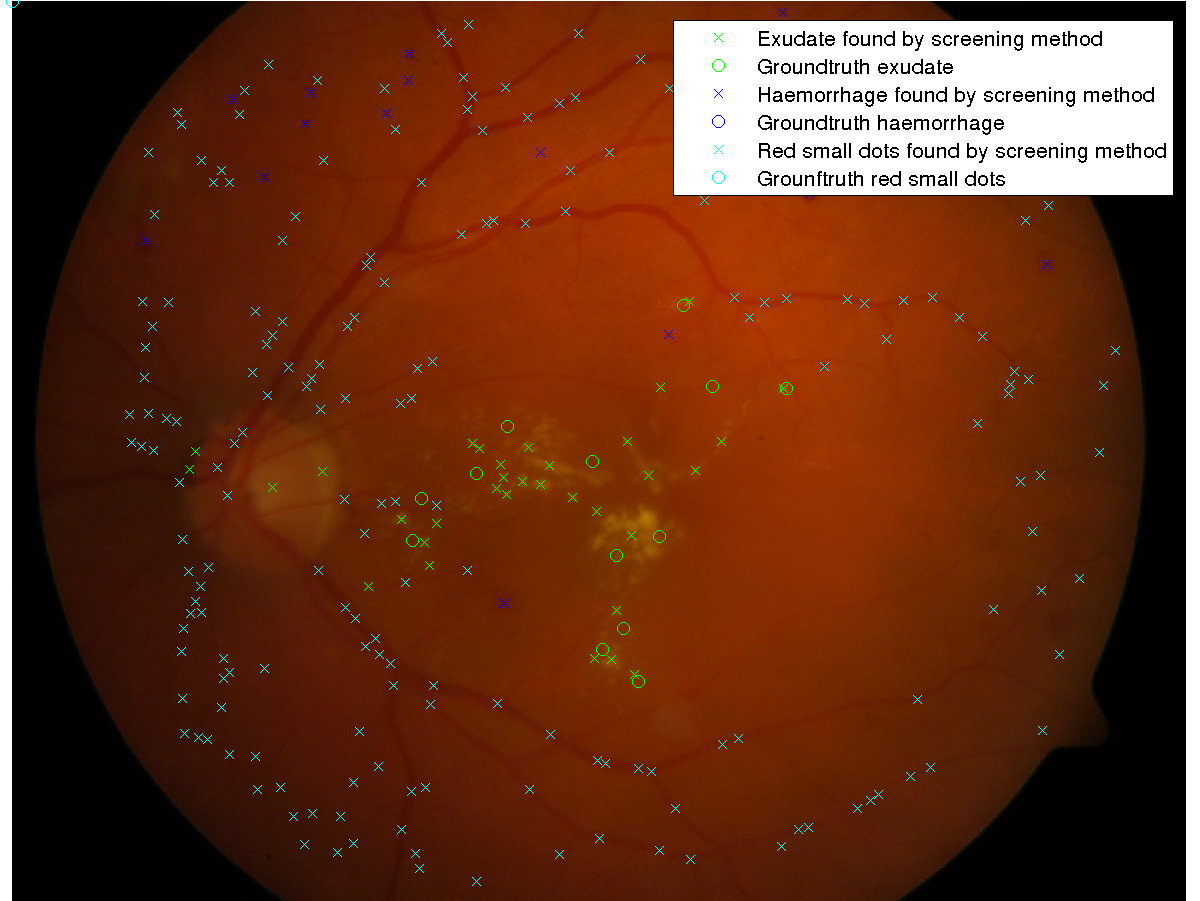 Exudate found by screening method
Groundtruth exudate
Haemorrhage found by screening method
Groundtruth haemorrhage
Red small dots found by screening method
Grounftruth red small dots